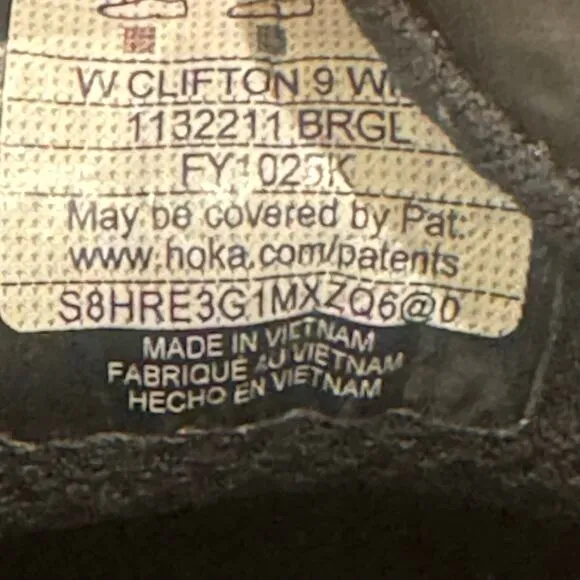 W CLIFTON 9 WI
1132211 BRGL
May be covered by Pat:
www.hoka.com/patents
S8HRE3G1MXZQ6@0
MADE IN VIETNAM
FABRIQUÉ AU VIETNAM
HECHO EN VIETNAM